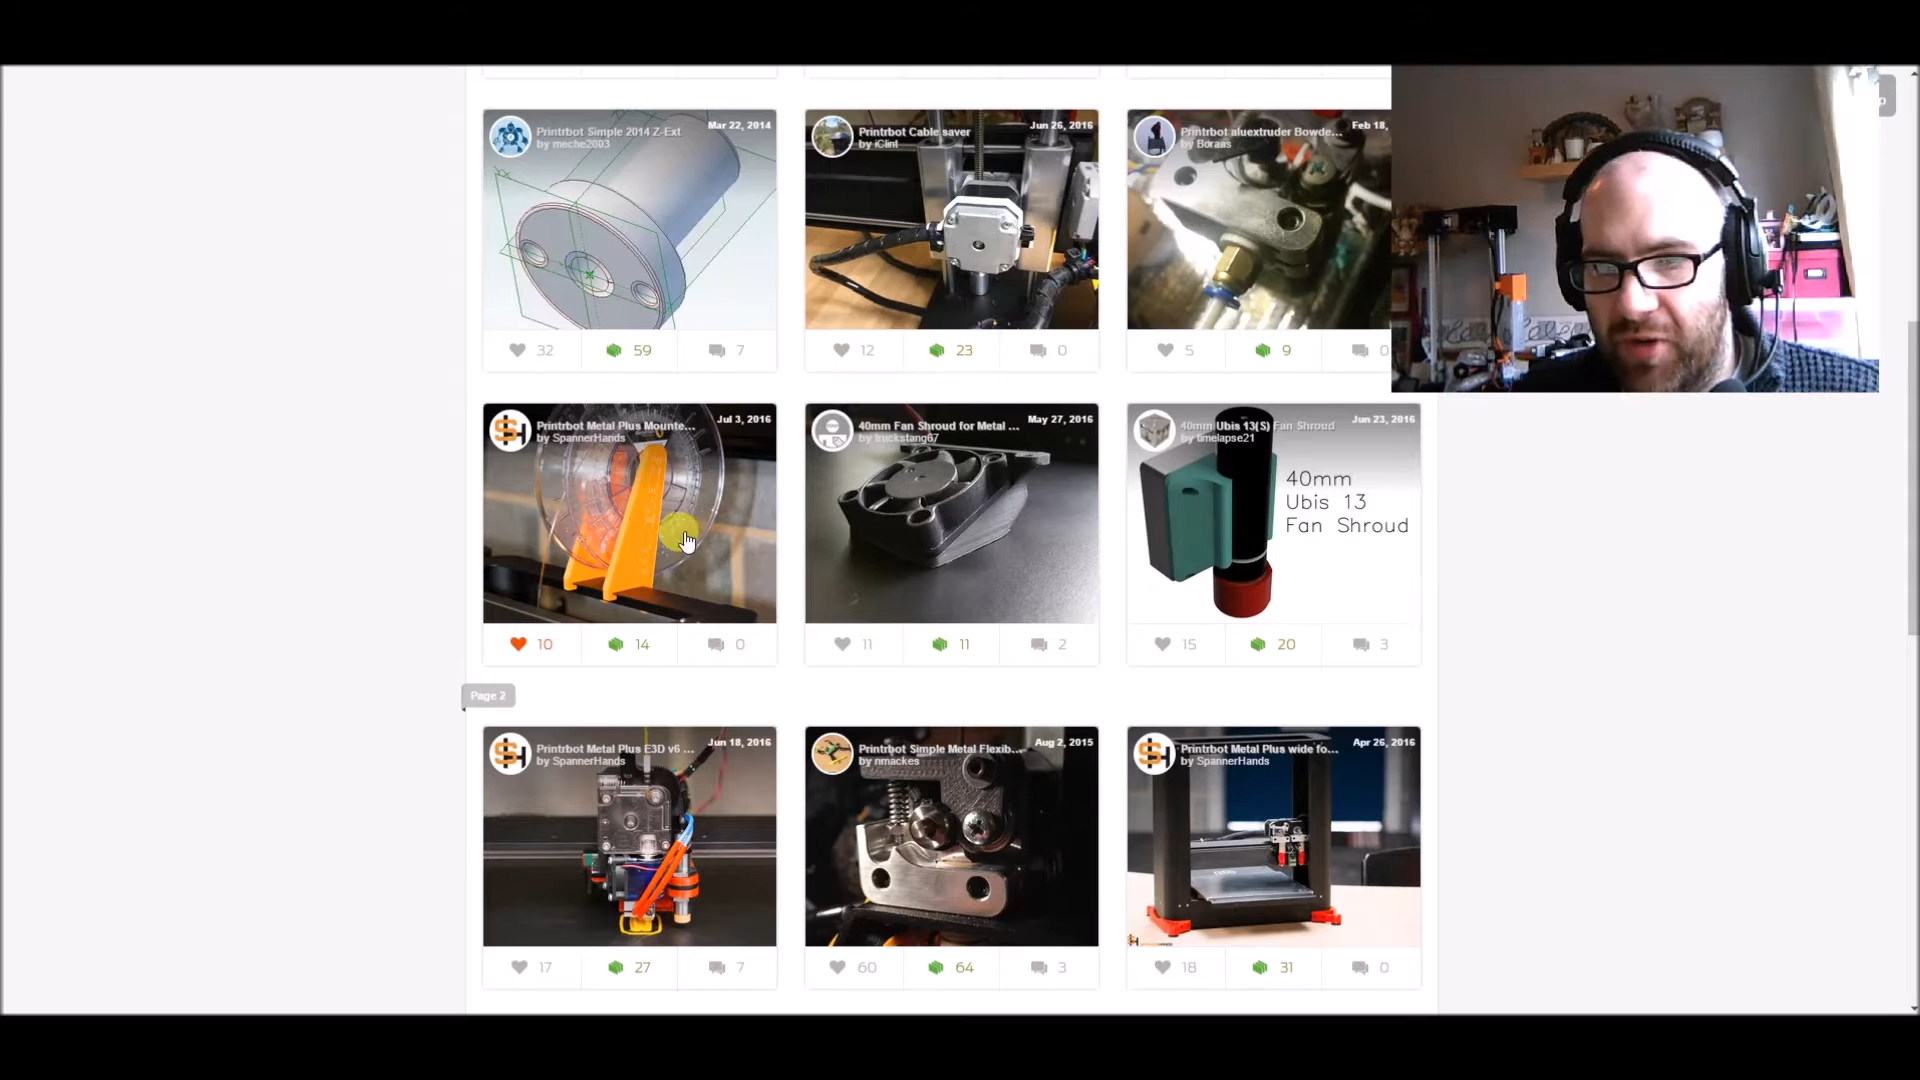 Printrbot Simple 2014 Z-Ext
by meche2003
Mar 22, 2014
32 59 7
Printrbot Cable saver
by iClint
Jun 26, 2016
12 23 0
Printrbot aluextruder Bowde...
by Boraas
Feb 18,
5 9 0
Printrbot Metal Plus Mounte...
by SpannerHands
Jul 3, 2016
10 14 0
40mm Fan Shroud for Metal ...
by truckstang67
May 27, 2016
11 11 2
40mm Ubis 13(S) Fan Shroud
by timelapse21
Jun 23, 2016
40mm
Ubis 13
Fan Shroud
15 20 3
Page 2
Printrbot Metal Plus E3D v6 ...
by SpannerHands
Jun 18, 2016
17 27 7
Printrbot Simple Metal Flexib...
by nmackes
Aug 2, 2015
60 64 3
Printrbot Metal Plus wide fo...
by SpannerHands
Apr 26, 2016
18 31 0